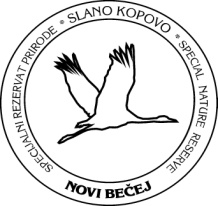 SPECIJALNI REZERVAT PRIRODE * SLANO KOPOVO * SPECIAL NATURE RESERVE
NOVI BEČEJ